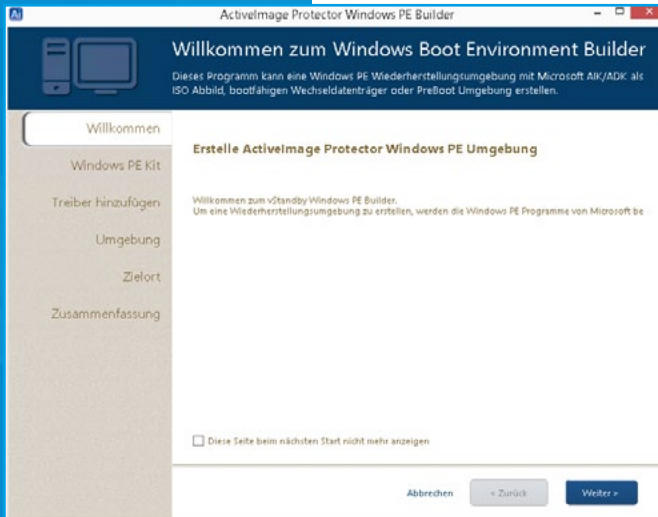 Ai
ActiveImage Protector Windows PE Builder
Willkommen zum Windows Boot Environment Builder
Dieses Programm kann eine Windows PE Wiederherstellungsumgebung mit Microsoft AIK/ADK als
ISO Abbild, bootfähigen Wechseldatenträger oder PreBoot Umgebung erstellen.
Willkommen
Windows PE Kit
Treiber hinzufügen
Umgebung
Zielort
Zusammenfassung
Erstelle ActiveImage Protector Windows PE Umgebung
Willkommen zum vStandby Windows PE Builder.
Um eine Wiederherstellungsumgebung zu erstellen, werden die Windows PE Programme von Microsoft be
Diese Seite beim nächsten Start nicht mehr anzeigen
Abbrechen
« Zurück
Weiter »